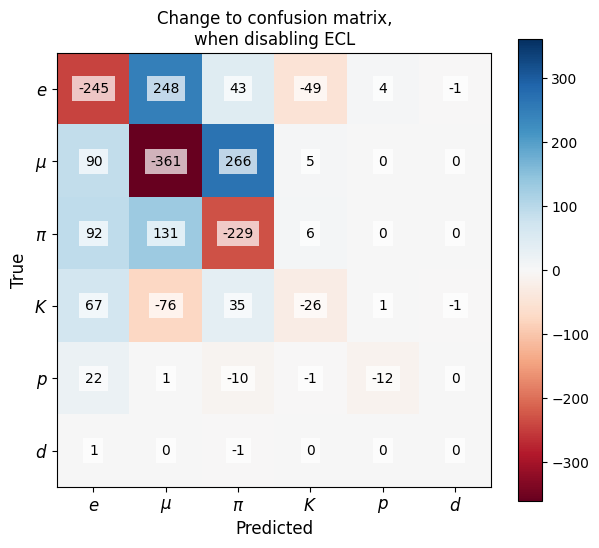 Change to confusion matrix,
when disabling ECL
e -245 248 43 -49 4 -1
μ 90 -361 266 5 0 0
π 92 131 -229 6 0 0
K 67 -76 35 -26 1 -1
p 22 1 -10 -1 -12 0
d 1 0 -1 0 0 0
e μ π K p d
Predicted
True
300
200
100
0
−100
−200
−300